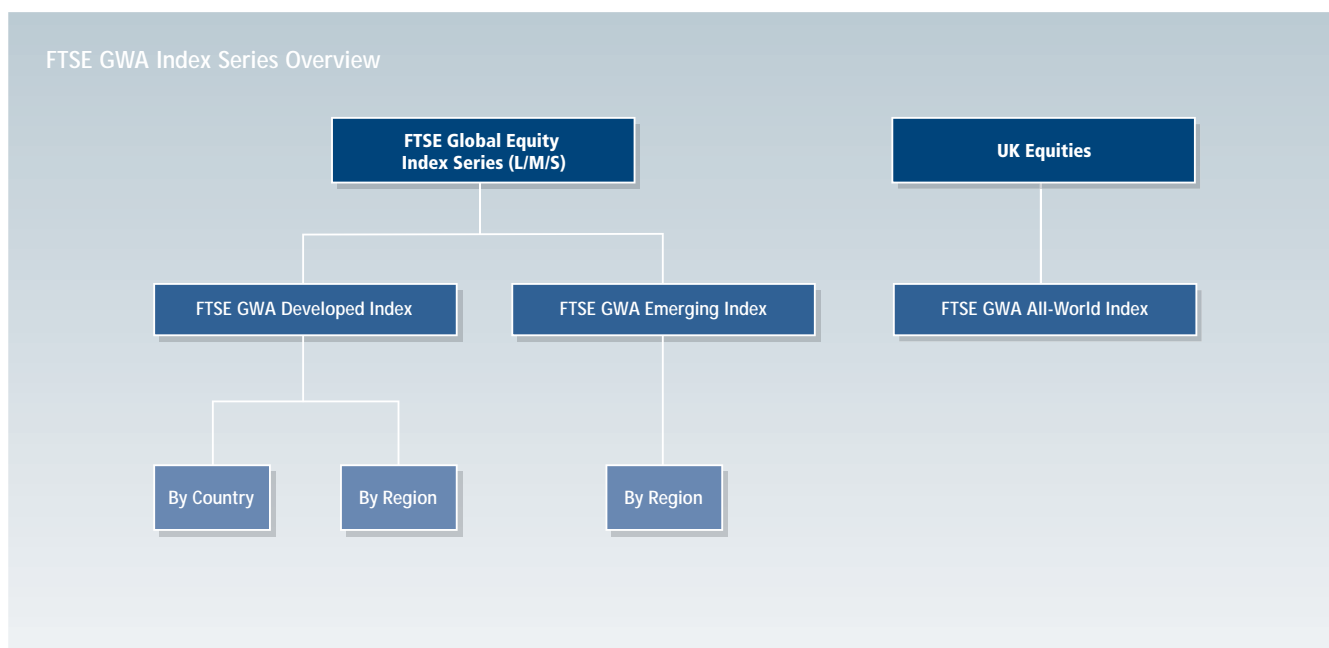 FTSE GWA Index Series Overview
FTSE Global Equity
Index Series (L/M/S)
UK Equities
FTSE GWA Developed Index
FTSE GWA Emerging Index
FTSE GWA All-World Index
By Country
By Region
By Region